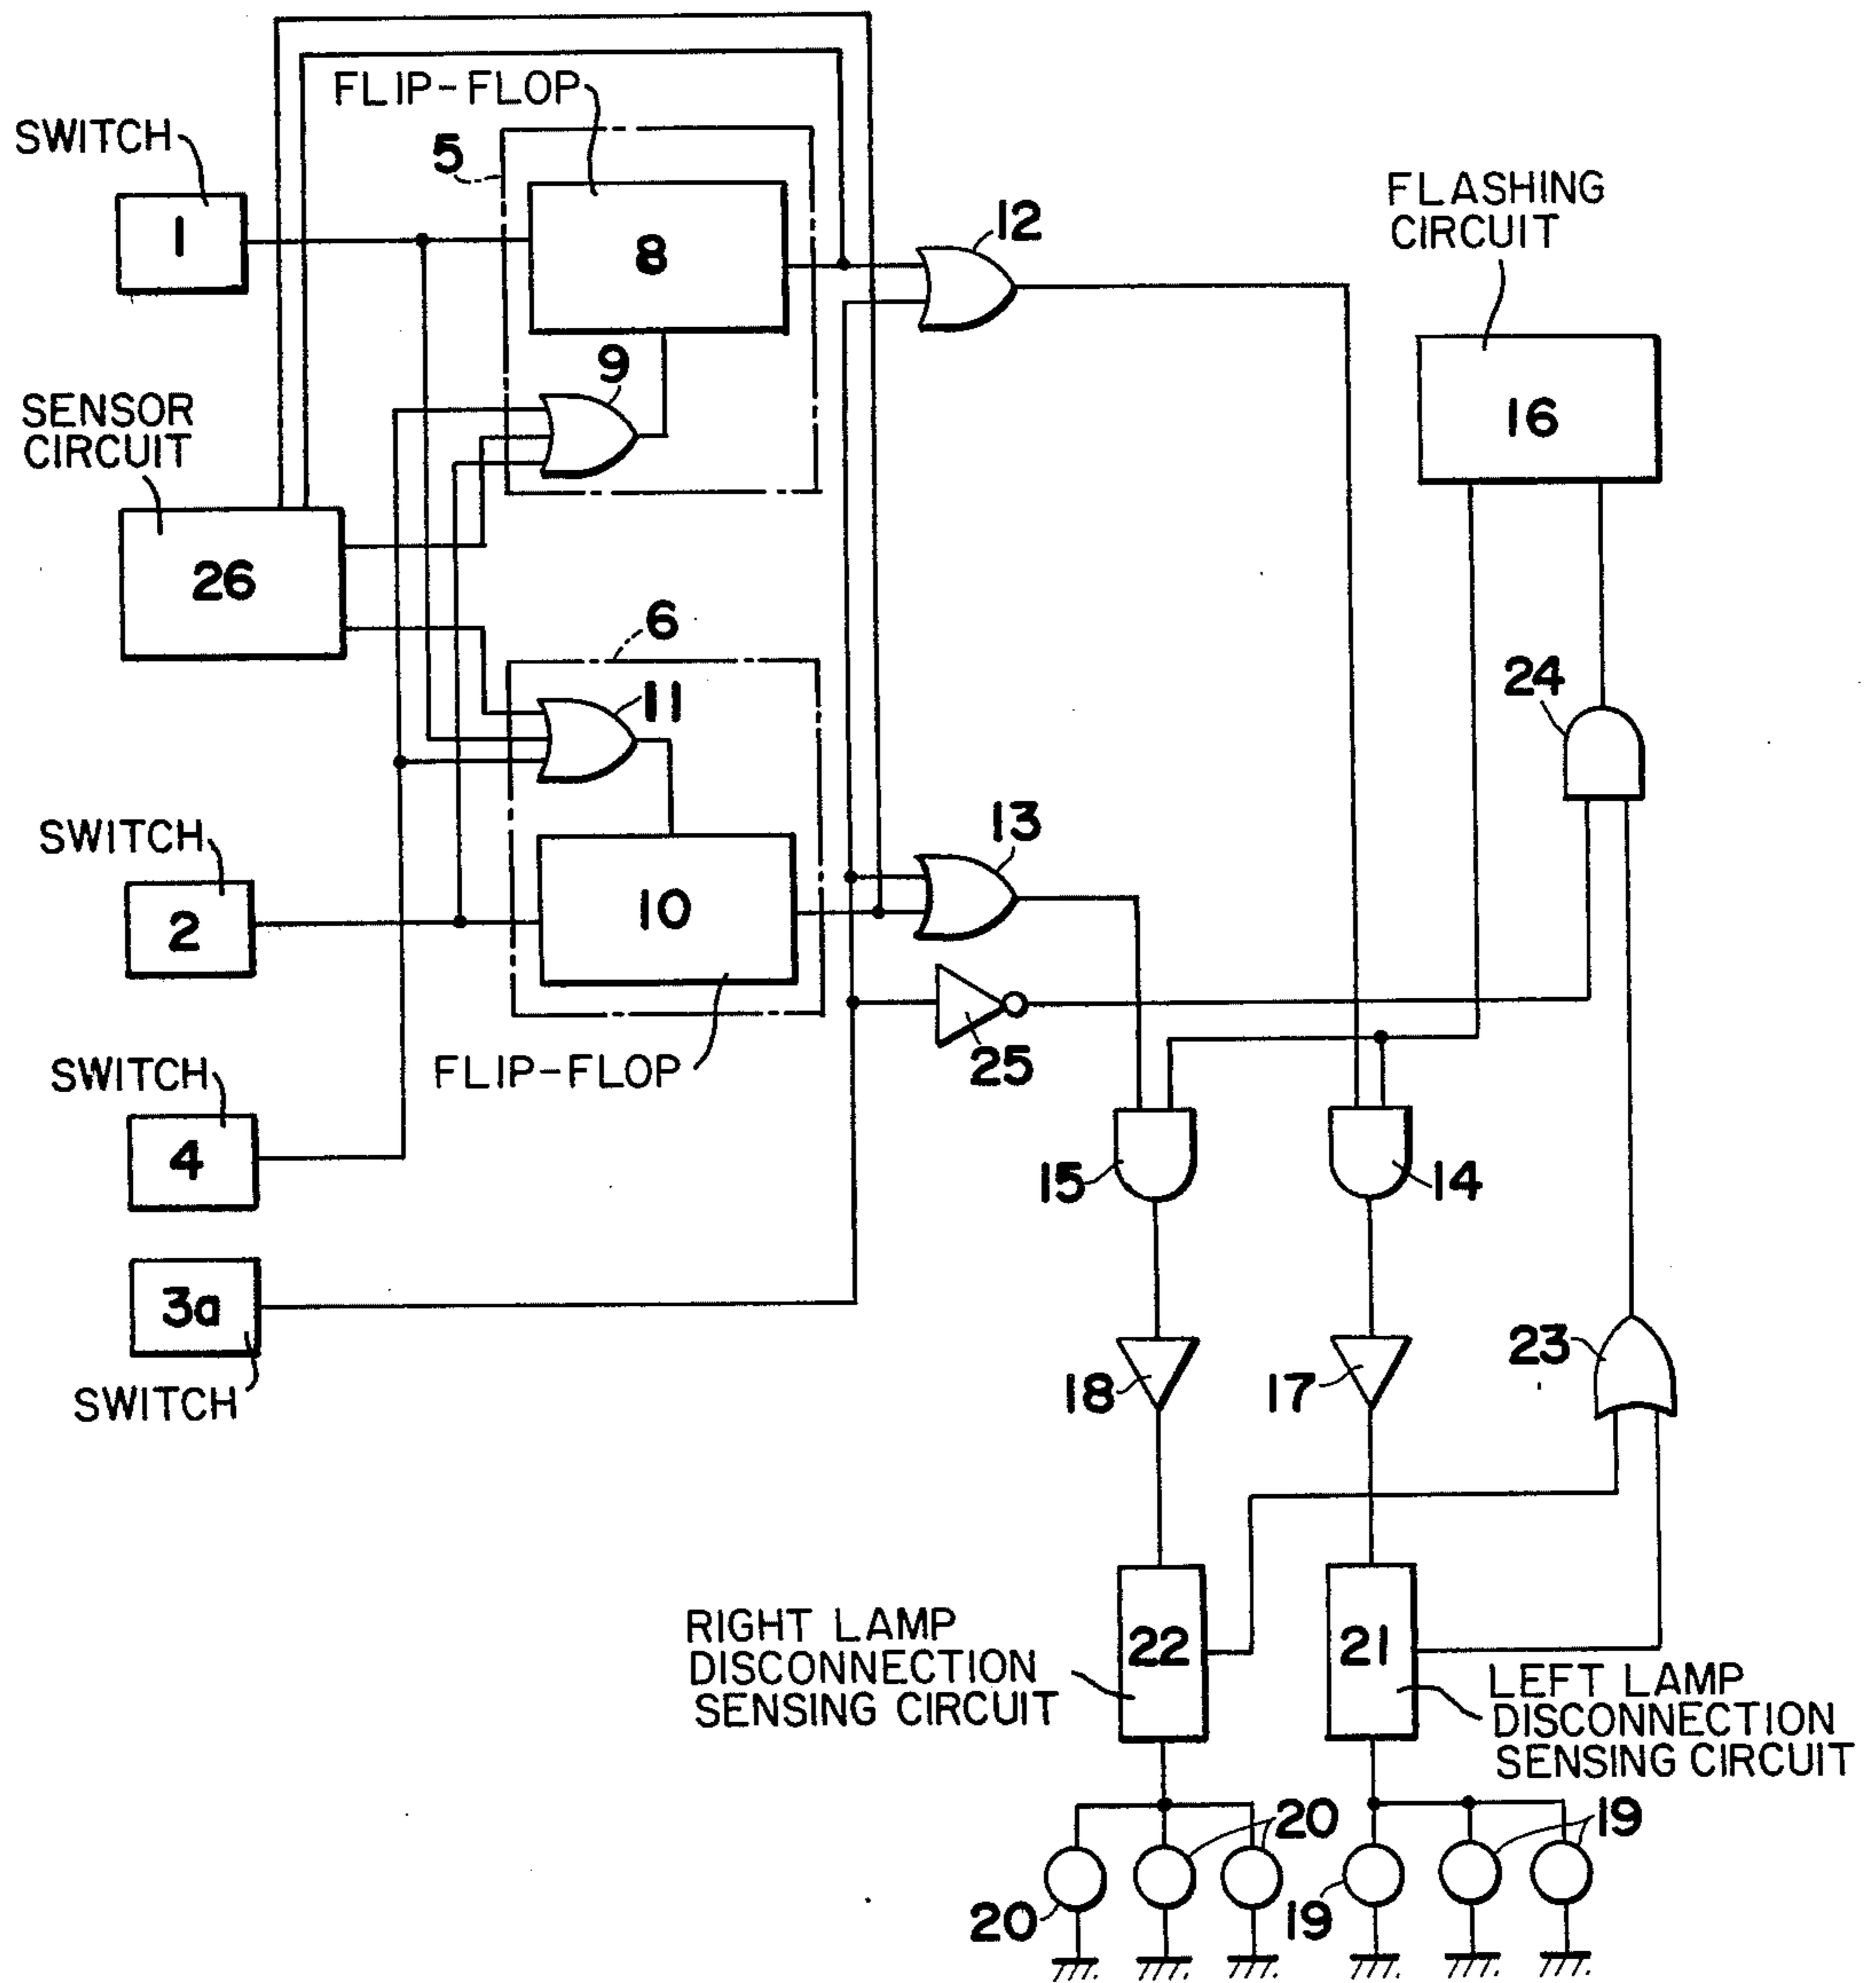 FLIP-FLOP
SWITCH
5
1
8
12
FLASHING
CIRCUIT
9
16
SENSOR
CIRCUIT
26
6
11
24
SWITCH
13
2
10
25
FLIP-FLOP
SWITCH
4
15
14
3a
SWITCH
23
18
17
RIGHT LAMP
DISCONNECTION
SENSING CIRCUIT
22
21
LEFT LAMP
DISCONNECTION
SENSING CIRCUIT
20
19
20
19